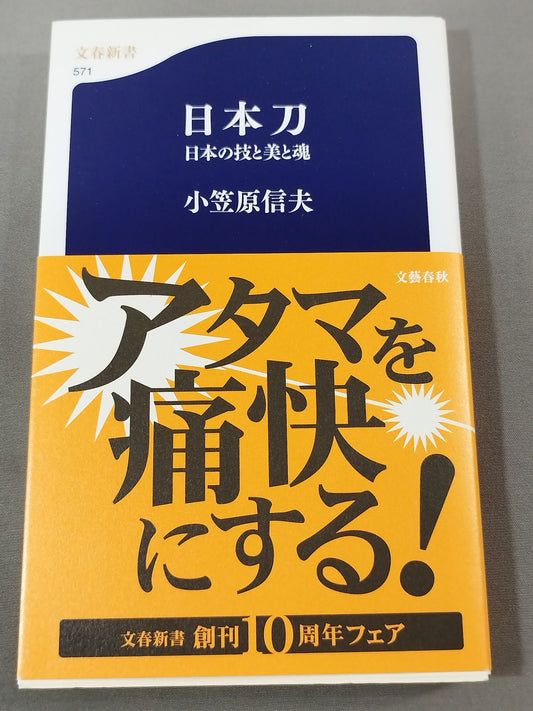 文春新書
571
日本刀
日本の技と美と魂
小笠原信夫
文藝春秋
アタマを
痛快
にする！
文春新書 創刊10周年フェア